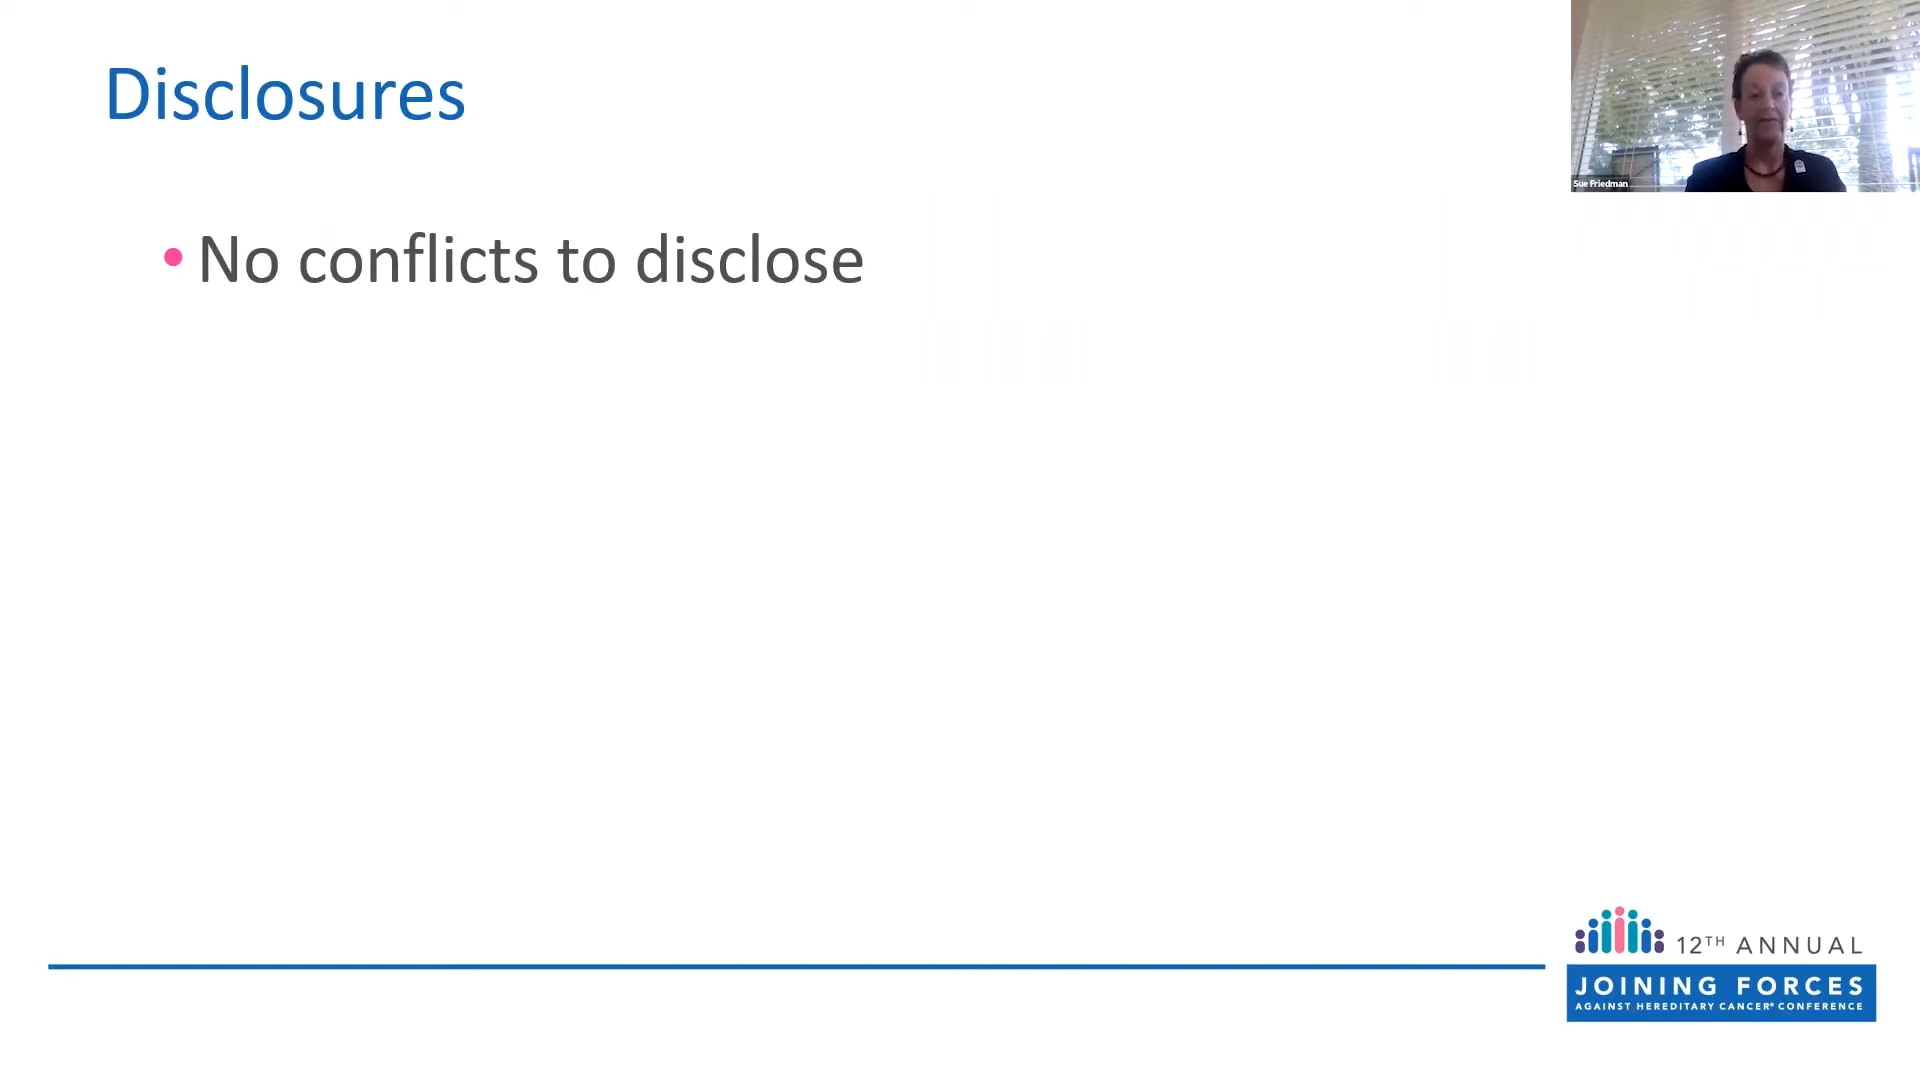 Disclosures
Sue Friedman
• No conflicts to disclose
12TH ANNUAL
JOINING FORCES
AGAINST HEREDITARY CANCER® CONFERENCE